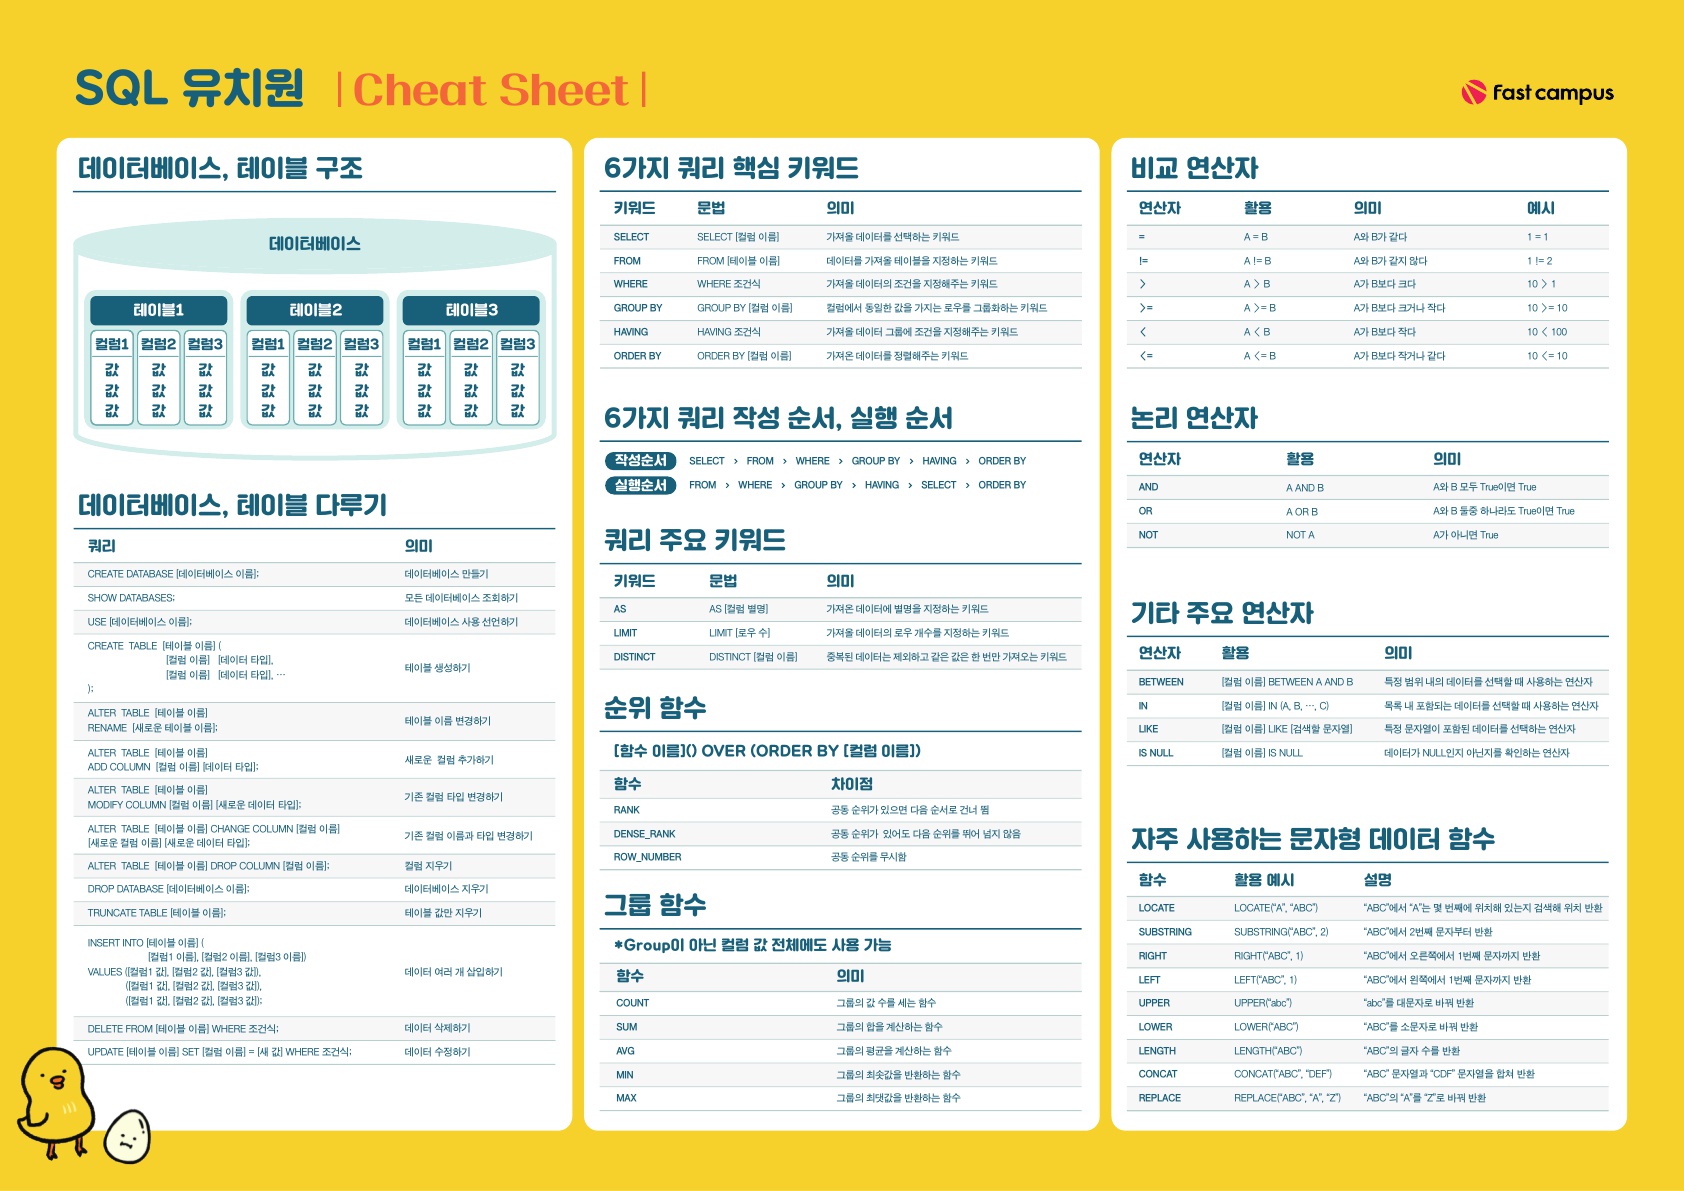 SQL 유치원 | Cheat Sheet |
Fast campus
데이터베이스, 테이블 구조
데이터베이스
테이블1 테이블2 테이블3
컬럼1 컬럼2 컬럼3 컬럼1 컬럼2 컬럼3 컬럼1 컬럼2 컬럼3
값 값 값 값 값 값 값 값 값
값 값 값 값 값 값 값 값 값
값 값 값 값 값 값 값 값 값
데이터베이스, 테이블 다루기
쿼리 의미
CREATE DATABASE [데이터베이스 이름]; 데이터베이스 만들기
SHOW DATABASES; 모든 데이터베이스 조회하기
USE [데이터베이스 이름]; 데이터베이스 사용 선언하기
CREATE TABLE [테이블 이름] (
[컬럼 이름] [데이터 타입],
[컬럼 이름] [데이터 타입], ⋯
);
테이블 생성하기
ALTER TABLE [테이블 이름]
RENAME [새로운 테이블 이름];
테이블 이름 변경하기
ALTER TABLE [테이블 이름]
ADD COLUMN [컬럼 이름] [데이터 타입];
새로운 컬럼 추가하기
ALTER TABLE [테이블 이름]
MODIFY COLUMN [컬럼 이름] [새로운 데이터 타입];
기존 컬럼 타입 변경하기
ALTER TABLE [테이블 이름] CHANGE COLUMN [컬럼 이름]
[새로운 컬럼 이름] [새로운 데이터 타입];
기존 컬럼 이름과 타입 변경하기
ALTER TABLE [테이블 이름] DROP COLUMN [컬럼 이름]; 컬럼 지우기
DROP DATABASE [데이터베이스 이름]; 데이터베이스 지우기
TRUNCATE TABLE [테이블 이름]; 테이블 값만 지우기
INSERT INTO [테이블 이름] (
[컬럼1 이름], [컬럼2 이름], [컬럼3 이름])
VALUES ([컬럼1 값], [컬럼2 값], [컬럼3 값]),
([컬럼1 값], [컬럼2 값], [컬럼3 값]),
([컬럼1 값], [컬럼2 값], [컬럼3 값]);
데이터 여러 개 삽입하기
DELETE FROM [테이블 이름] WHERE 조건식; 데이터 삭제하기
UPDATE [테이블 이름] SET [컬럼 이름] = [새 값] WHERE 조건식; 데이터 수정하기
6가지 쿼리 핵심 키워드
키워드 문법 의미
SELECT SELECT [컬럼 이름] 가져올 데이터를 선택하는 키워드
FROM FROM [테이블 이름] 데이터를 가져올 테이블을 지정하는 키워드
WHERE WHERE 조건식 가져올 데이터의 조건을 지정해주는 키워드
GROUP BY GROUP BY [컬럼 이름] 컬럼에서 동일한 값을 가지는 로우를 그룹화하는 키워드
HAVING HAVING 조건식 가져올 데이터 그룹에 조건을 지정해주는 키워드
ORDER BY ORDER BY [컬럼 이름] 가져온 데이터를 정렬해주는 키워드
6가지 쿼리 작성 순서, 실행 순서
작성순서 SELECT > FROM > WHERE > GROUP BY > HAVING > ORDER BY
실행순서 FROM > WHERE > GROUP BY > HAVING > SELECT > ORDER BY
쿼리 주요 키워드
키워드 문법 의미
AS AS [컬럼 별명] 가져온 데이터에 별명을 지정하는 키워드
LIMIT LIMIT [로우 수] 가져올 데이터의 로우 개수를 지정하는 키워드
DISTINCT DISTINCT [컬럼 이름] 중복된 데이터는 제외하고 같은 값은 한 번만 가져오는 키워드
순위 함수
[함수 이름]() OVER (ORDER BY [컬럼 이름])
함수 차이점
RANK 공동 순위가 있으면 다음 순서로 건너 뜀
DENSE_RANK 공동 순위가 있어도 다음 순위를 뛰어 넘지 않음
ROW_NUMBER 공동 순위를 무시함
그룹 함수
*Group이 아닌 컬럼 값 전체에도 사용 가능
함수 의미
COUNT 그룹의 값 수를 세는 함수
SUM 그룹의 합을 계산하는 함수
AVG 그룹의 평균을 계산하는 함수
MIN 그룹의 최솟값을 반환하는 함수
MAX 그룹의 최댓값을 반환하는 함수
비교 연산자
연산자 활용 의미 예시
= A = B A와 B가 같다 1 = 1
!= A != B A와 B가 같지 않다 1 != 2
> A > B A가 B보다 크다 10 > 1
>= A >= B A가 B보다 크거나 작다 10 >= 10
< A < B A가 B보다 작다 10 < 100
<= A <= B A가 B보다 작거나 같다 10 <= 10
논리 연산자
연산자 활용 의미
AND A AND B A와 B 모두 True이면 True
OR A OR B A와 B 둘중 하나라도 True이면 True
NOT NOT A A가 아니면 True
기타 주요 연산자
연산자 활용 의미
BETWEEN [컬럼 이름] BETWEEN A AND B 특정 범위 내의 데이터를 선택할 때 사용하는 연산자
IN [컬럼 이름] IN (A, B, ⋯, C) 목록 내 포함되는 데이터를 선택할 때 사용하는 연산자
LIKE [컬럼 이름] LIKE [검색할 문자열] 특정 문자열이 포함된 데이터를 선택하는 연산자
IS NULL [컬럼 이름] IS NULL 데이터가 NULL인지 아닌지를 확인하는 연산자
자주 사용하는 문자형 데이터 함수
함수 활용 예시 설명
LOCATE LOCATE(“A”, “ABC”) “ABC”에서 “A”는 몇 번째에 위치해 있는지 검색해 위치 반환
SUBSTRING SUBSTRING(“ABC”, 2) “ABC”에서 2번째 문자부터 반환
RIGHT RIGHT(“ABC”, 1) “ABC”에서 오른쪽에서 1번째 문자까지 반환
LEFT LEFT(“ABC”, 1) “ABC”에서 왼쪽에서 1번째 문자까지 반환
UPPER UPPER(“abc”) “abc”를 대문자로 바꿔 반환
LOWER LOWER(“ABC”) “ABC”를 소문자로 바꿔 반환
LENGTH LENGTH(“ABC”) “ABC”의 글자 수를 반환
CONCAT CONCAT(“ABC”, “DEF”) “ABC” 문자열과 “CDF” 문자열을 합쳐 반환
REPLACE REPLACE(“ABC”, “A”, “Z”) “ABC”의 “A”를 “Z”로 바꿔 반환